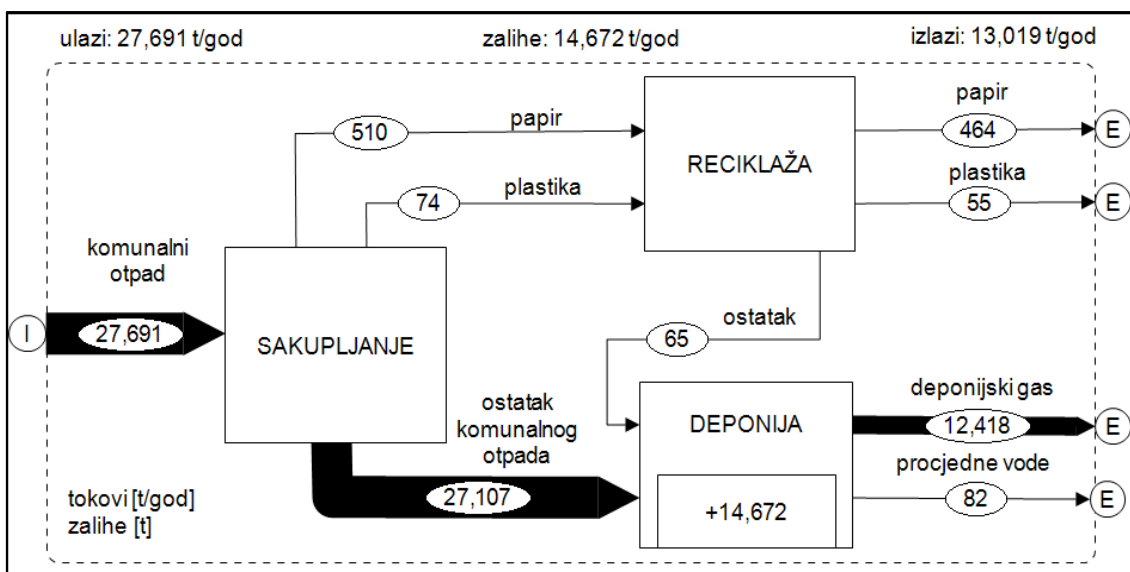 ulazi: 27,691 t/god
zalihe: 14,672 t/god
izlazi: 13,019 t/god
papir
510
papir
464
E
RECIKLAŽA
plastika
74
plastika
55
E
komunalni
otpad
I
27,691
SAKUPLJANJE
ostatak
65
ostatak
komunalnog
otpada
27,107
DEPONIJA
+14,672
deponijski gas
12,418
E
procjedne vode
82
E
tokovi [t/god]
zalihe [t]